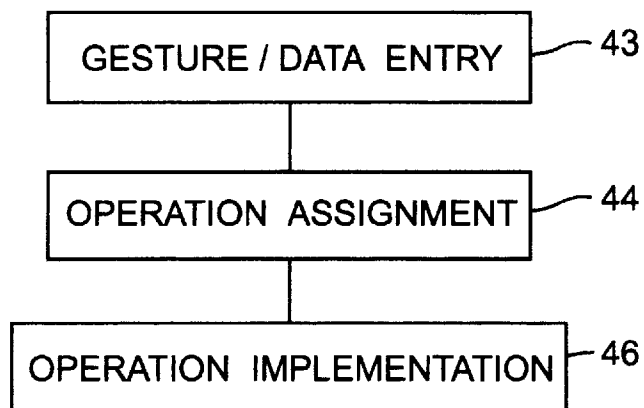 GESTURE / DATA ENTRY 43
OPERATION ASSIGNMENT 44
OPERATION IMPLEMENTATION 46